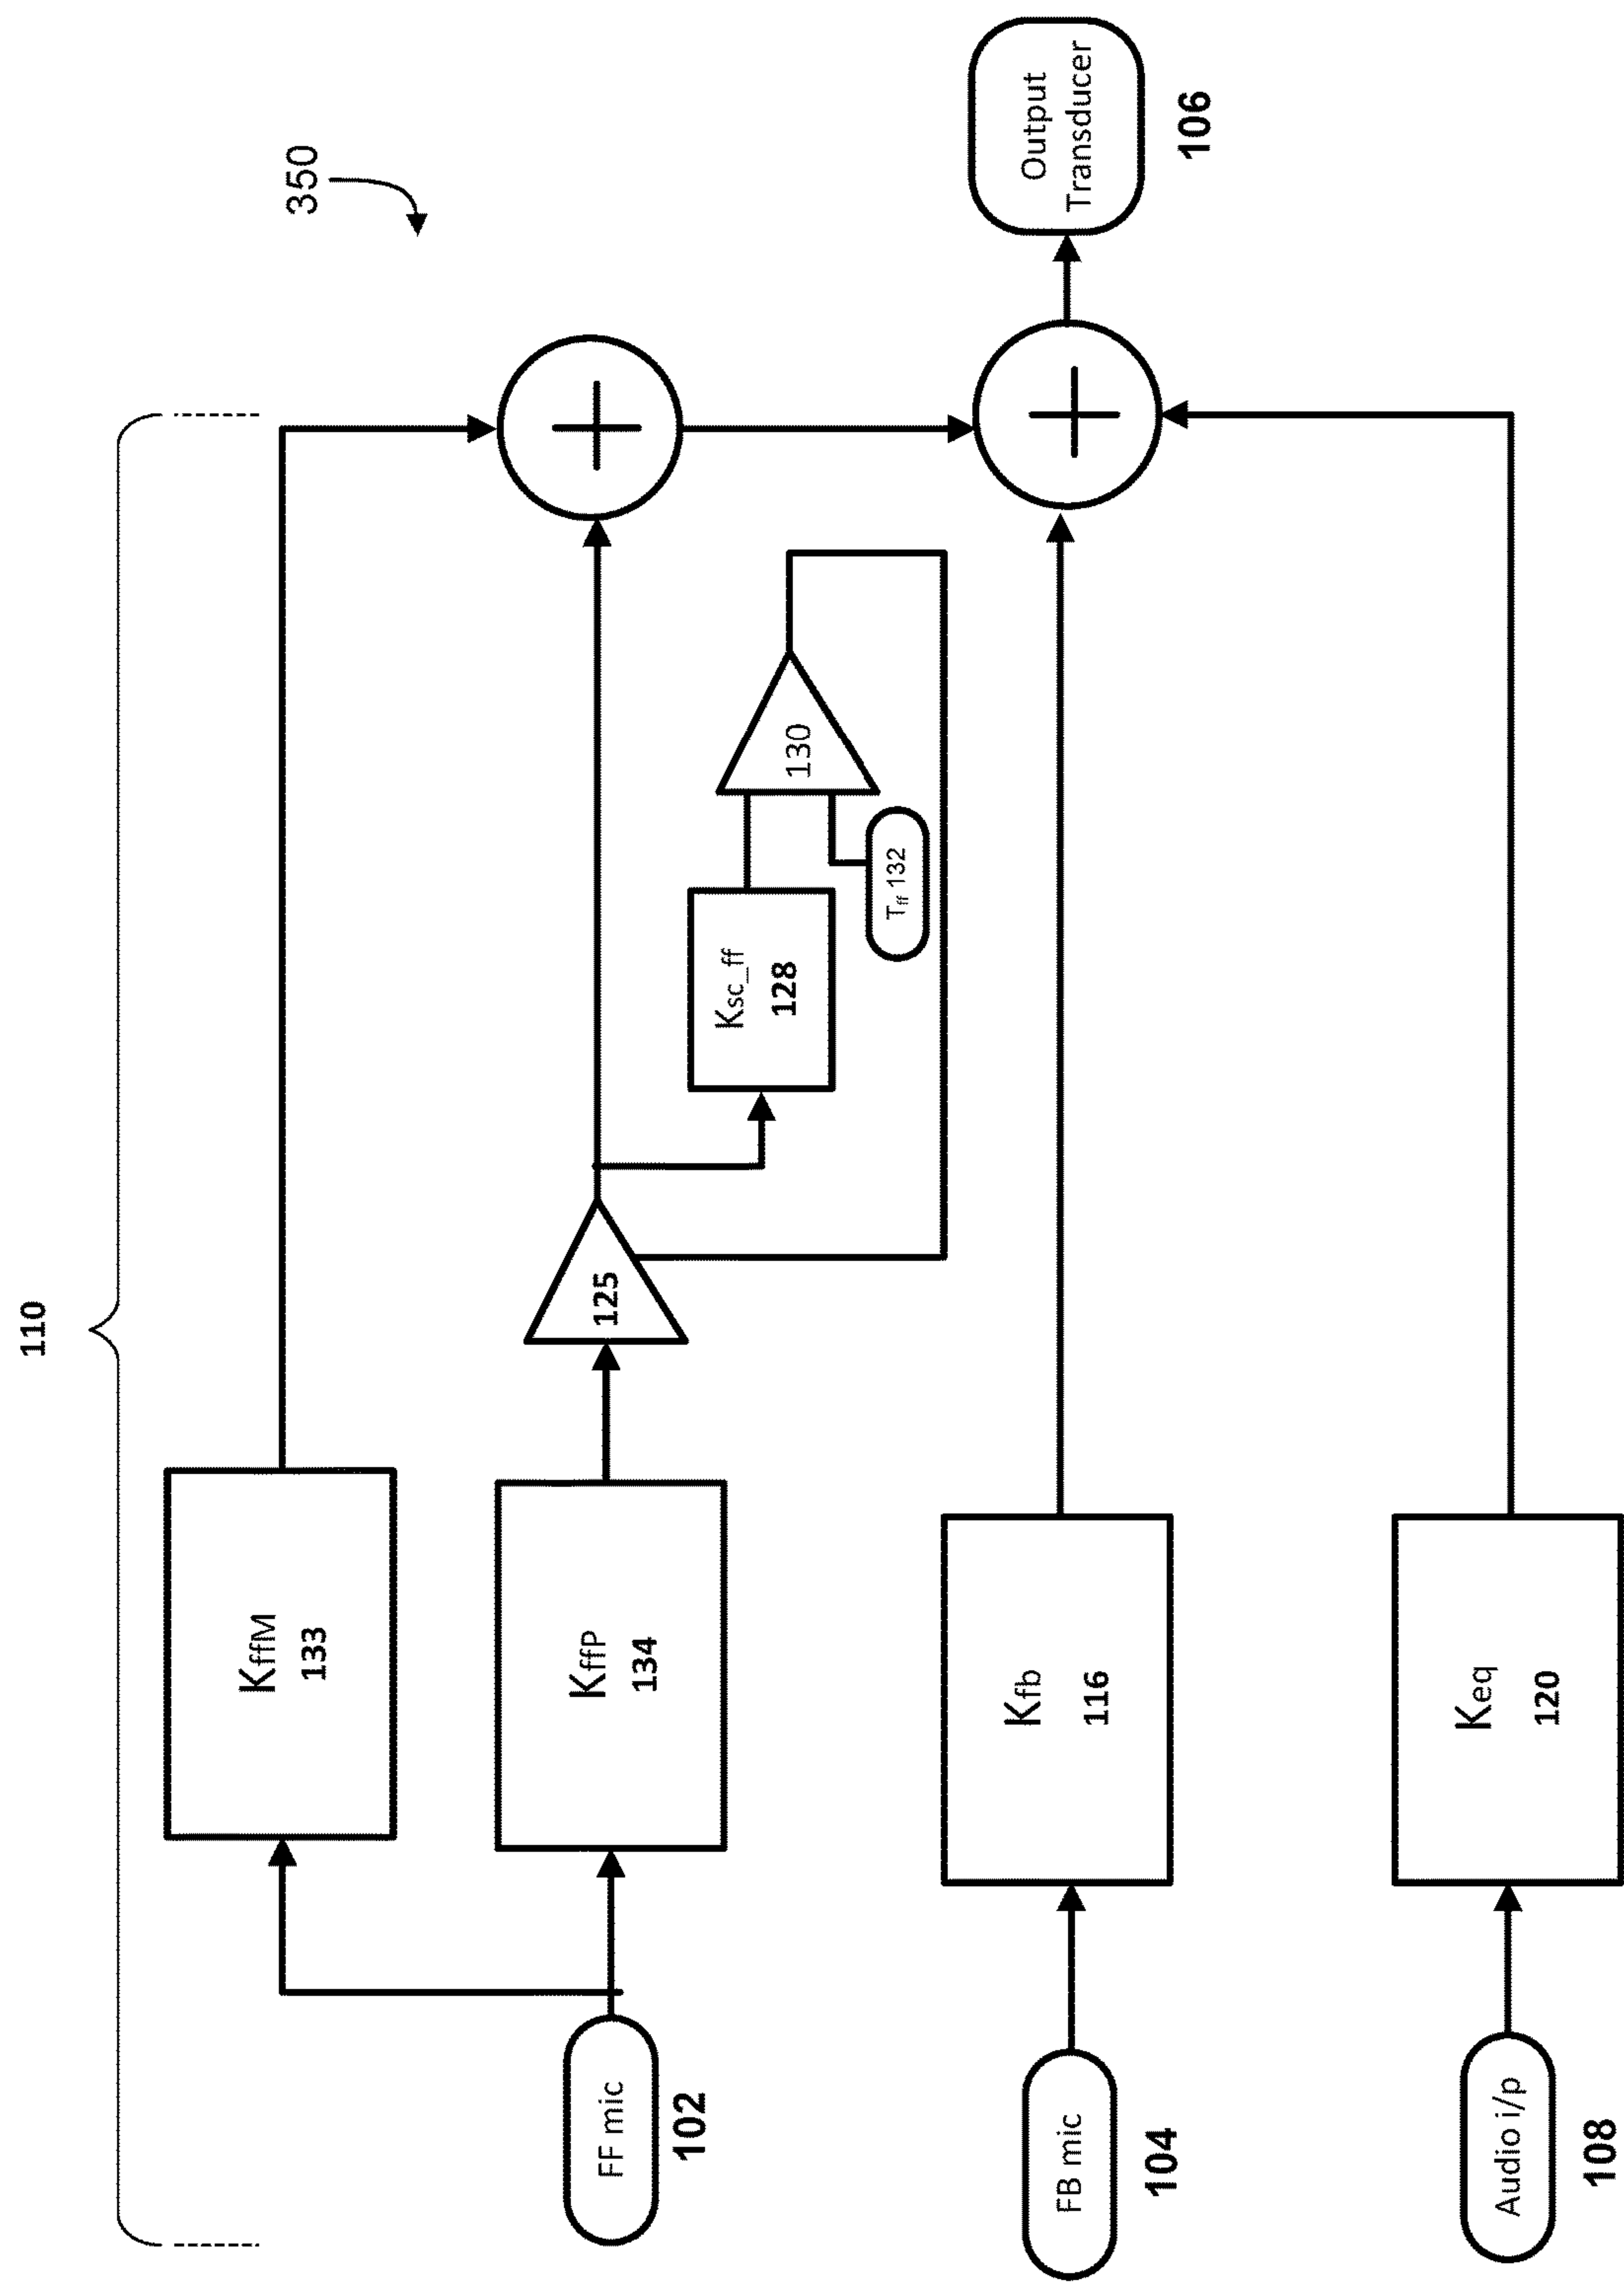 110
350
KffM
133
FF mic
102
KffP
134
125
Ksc_ff
128
Tff 132
130
FB mic
104
Kfb
116
Output
Transducer
106
Audio i/p
108
Keq
120